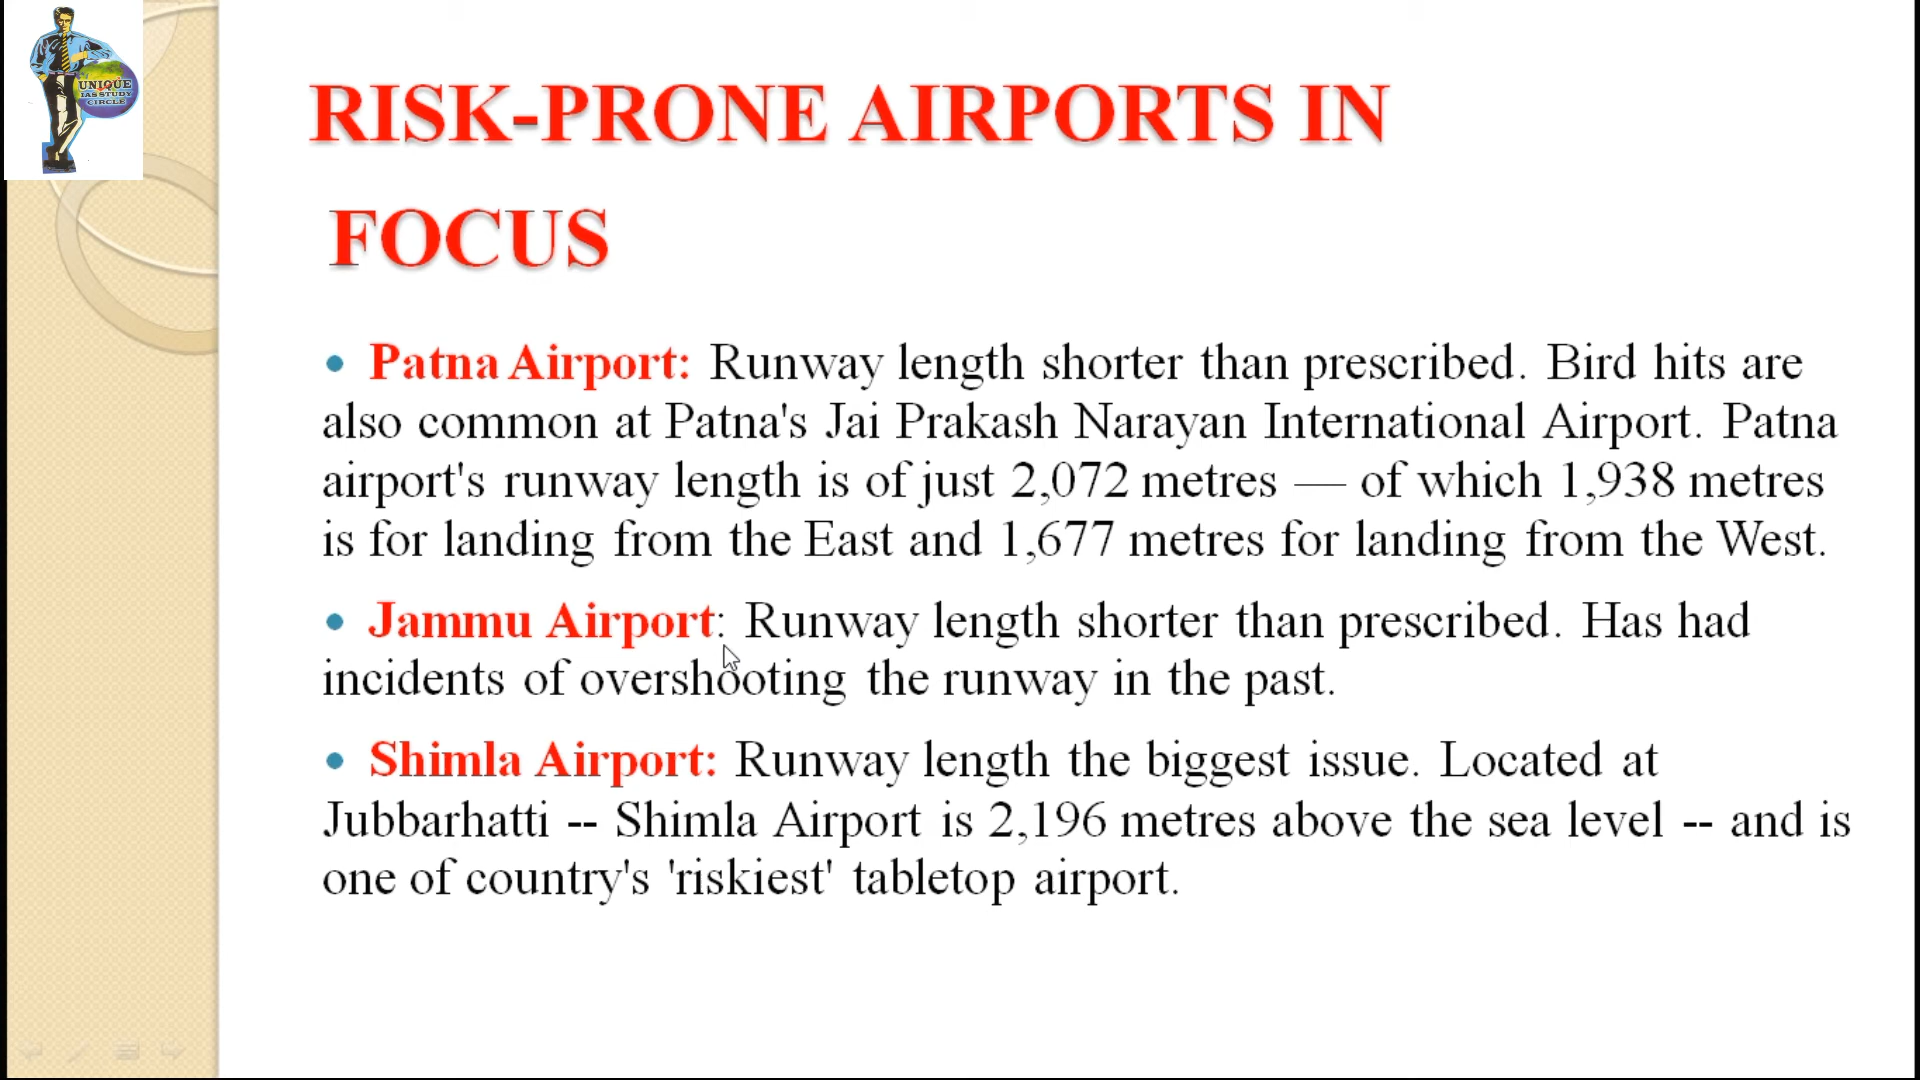 UNIQUE
IAS STUDY
CIRCLE
RISK-PRONE AIRPORTS IN
FOCUS
• Patna Airport: Runway length shorter than prescribed. Bird hits are
also common at Patna's Jai Prakash Narayan International Airport. Patna
airport's runway length is of just 2,072 metres — of which 1,938 metres
is for landing from the East and 1,677 metres for landing from the West.
• Jammu Airport: Runway length shorter than prescribed. Has had
incidents of overshooting the runway in the past.
• Shimla Airport: Runway length the biggest issue. Located at
Jubbarhatti -- Shimla Airport is 2,196 metres above the sea level -- and is
one of country's 'riskiest' tabletop airport.